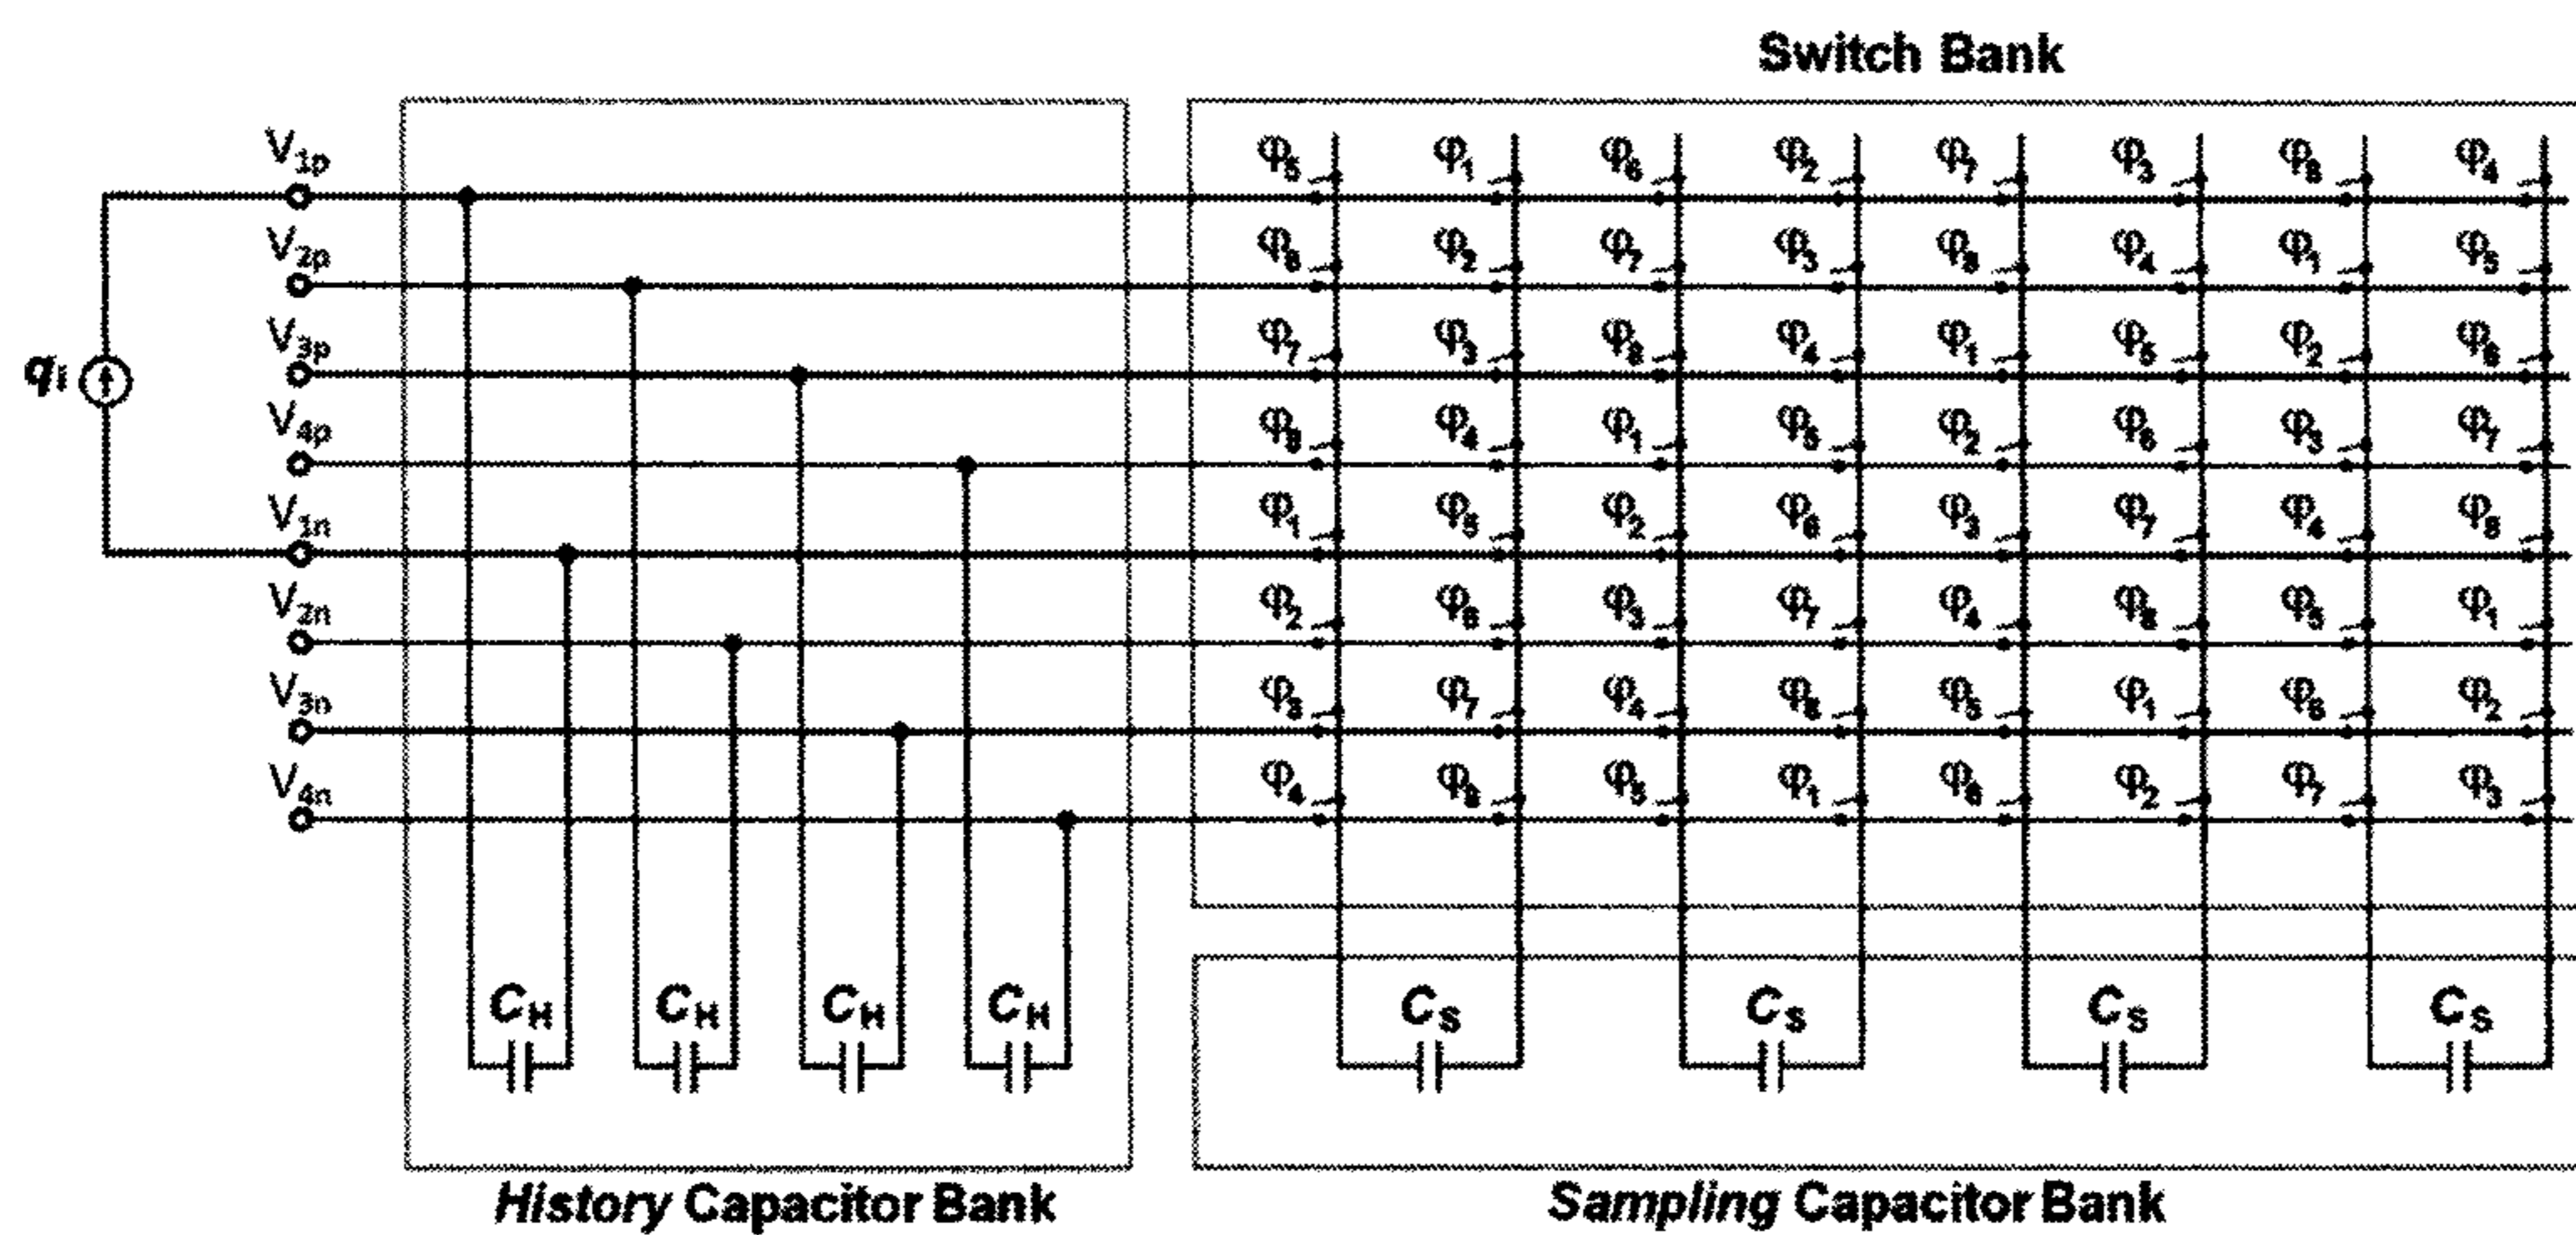 Switch Bank
V1p φ5 φ1 φ6 φ2 φ7 φ3 φ8 φ4
V2p φ6 φ2 φ7 φ3 φ8 φ4 φ1 φ5
V3p φ7 φ3 φ8 φ4 φ1 φ5 φ2 φ6
qi
V4p φ8 φ4 φ1 φ5 φ2 φ6 φ3 φ7
V1n φ1 φ5 φ2 φ6 φ3 φ7 φ4 φ8
V2n φ2 φ6 φ3 φ7 φ4 φ8 φ5 φ1
V3n φ3 φ7 φ4 φ8 φ5 φ1 φ6 φ2
V4n φ4 φ8 φ5 φ1 φ6 φ2 φ7 φ3
CH CH CH CH CS CS CS CS
History Capacitor Bank
Sampling Capacitor Bank